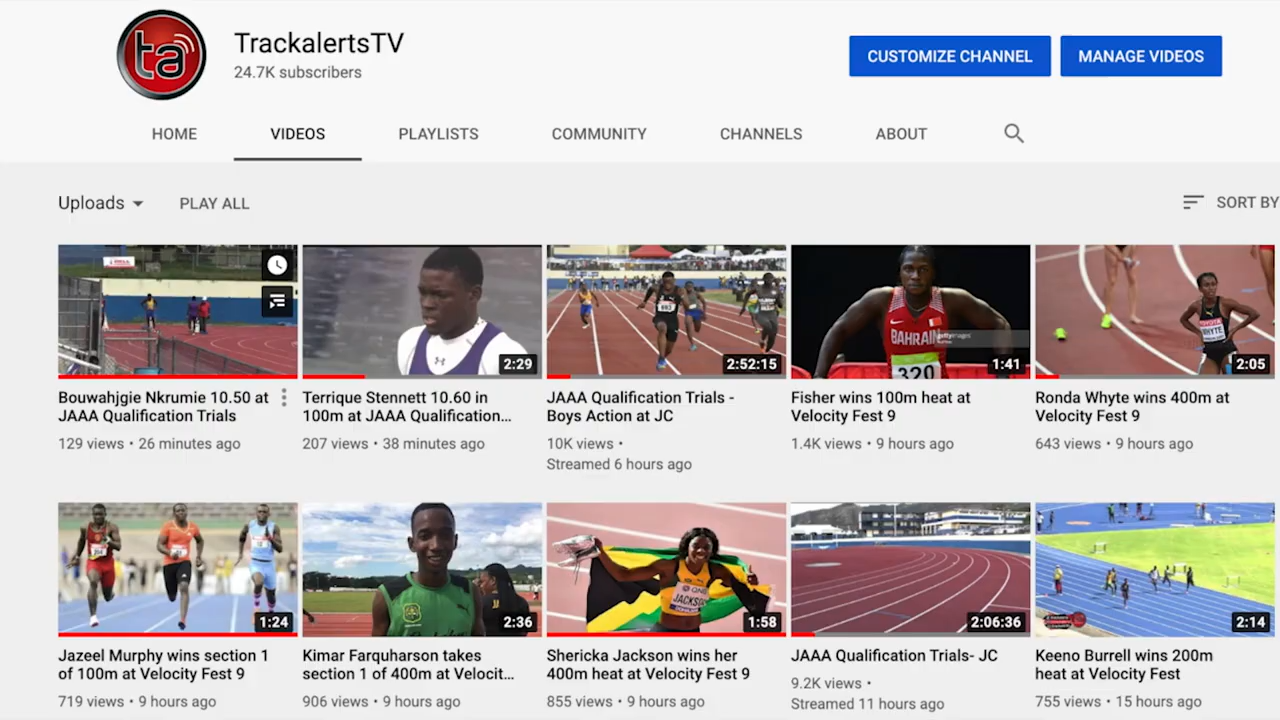 ta
TrackalertsTV
24.7K subscribers
CUSTOMIZE CHANNEL
MANAGE VIDEOS
HOME
VIDEOS
PLAYLISTS
COMMUNITY
CHANNELS
ABOUT
Uploads
PLAY ALL
SORT BY
2:29
683
2:52:15
BAHRAIN
gettyimages
320
1:41
WHYTE
2:05
Bouwahjgie Nkrumie 10.50 at
JAAA Qualification Trials
129 views • 26 minutes ago
Terrique Stennett 10.60 in
100m at JAAA Qualification...
207 views • 38 minutes ago
JAAA Qualification Trials -
Boys Action at JC
10K views •
Streamed 6 hours ago
Fisher wins 100m heat at
Velocity Fest 9
1.4K views • 9 hours ago
Ronda Whyte wins 400m at
Velocity Fest 9
643 views • 9 hours ago
1:24
2:36
JACKSON
1:58
2:06:36
2:14
Jazeel Murphy wins section 1
of 100m at Velocity Fest 9
719 views • 9 hours ago
Kimar Farquharson takes
section 1 of 400m at Velocit...
906 views • 9 hours ago
Shericka Jackson wins her
400m heat at Velocity Fest 9
855 views • 9 hours ago
JAAA Qualification Trials- JC
9.2K views •
Streamed 11 hours ago
Keeno Burrell wins 200m
heat at Velocity Fest
755 views • 15 hours ago